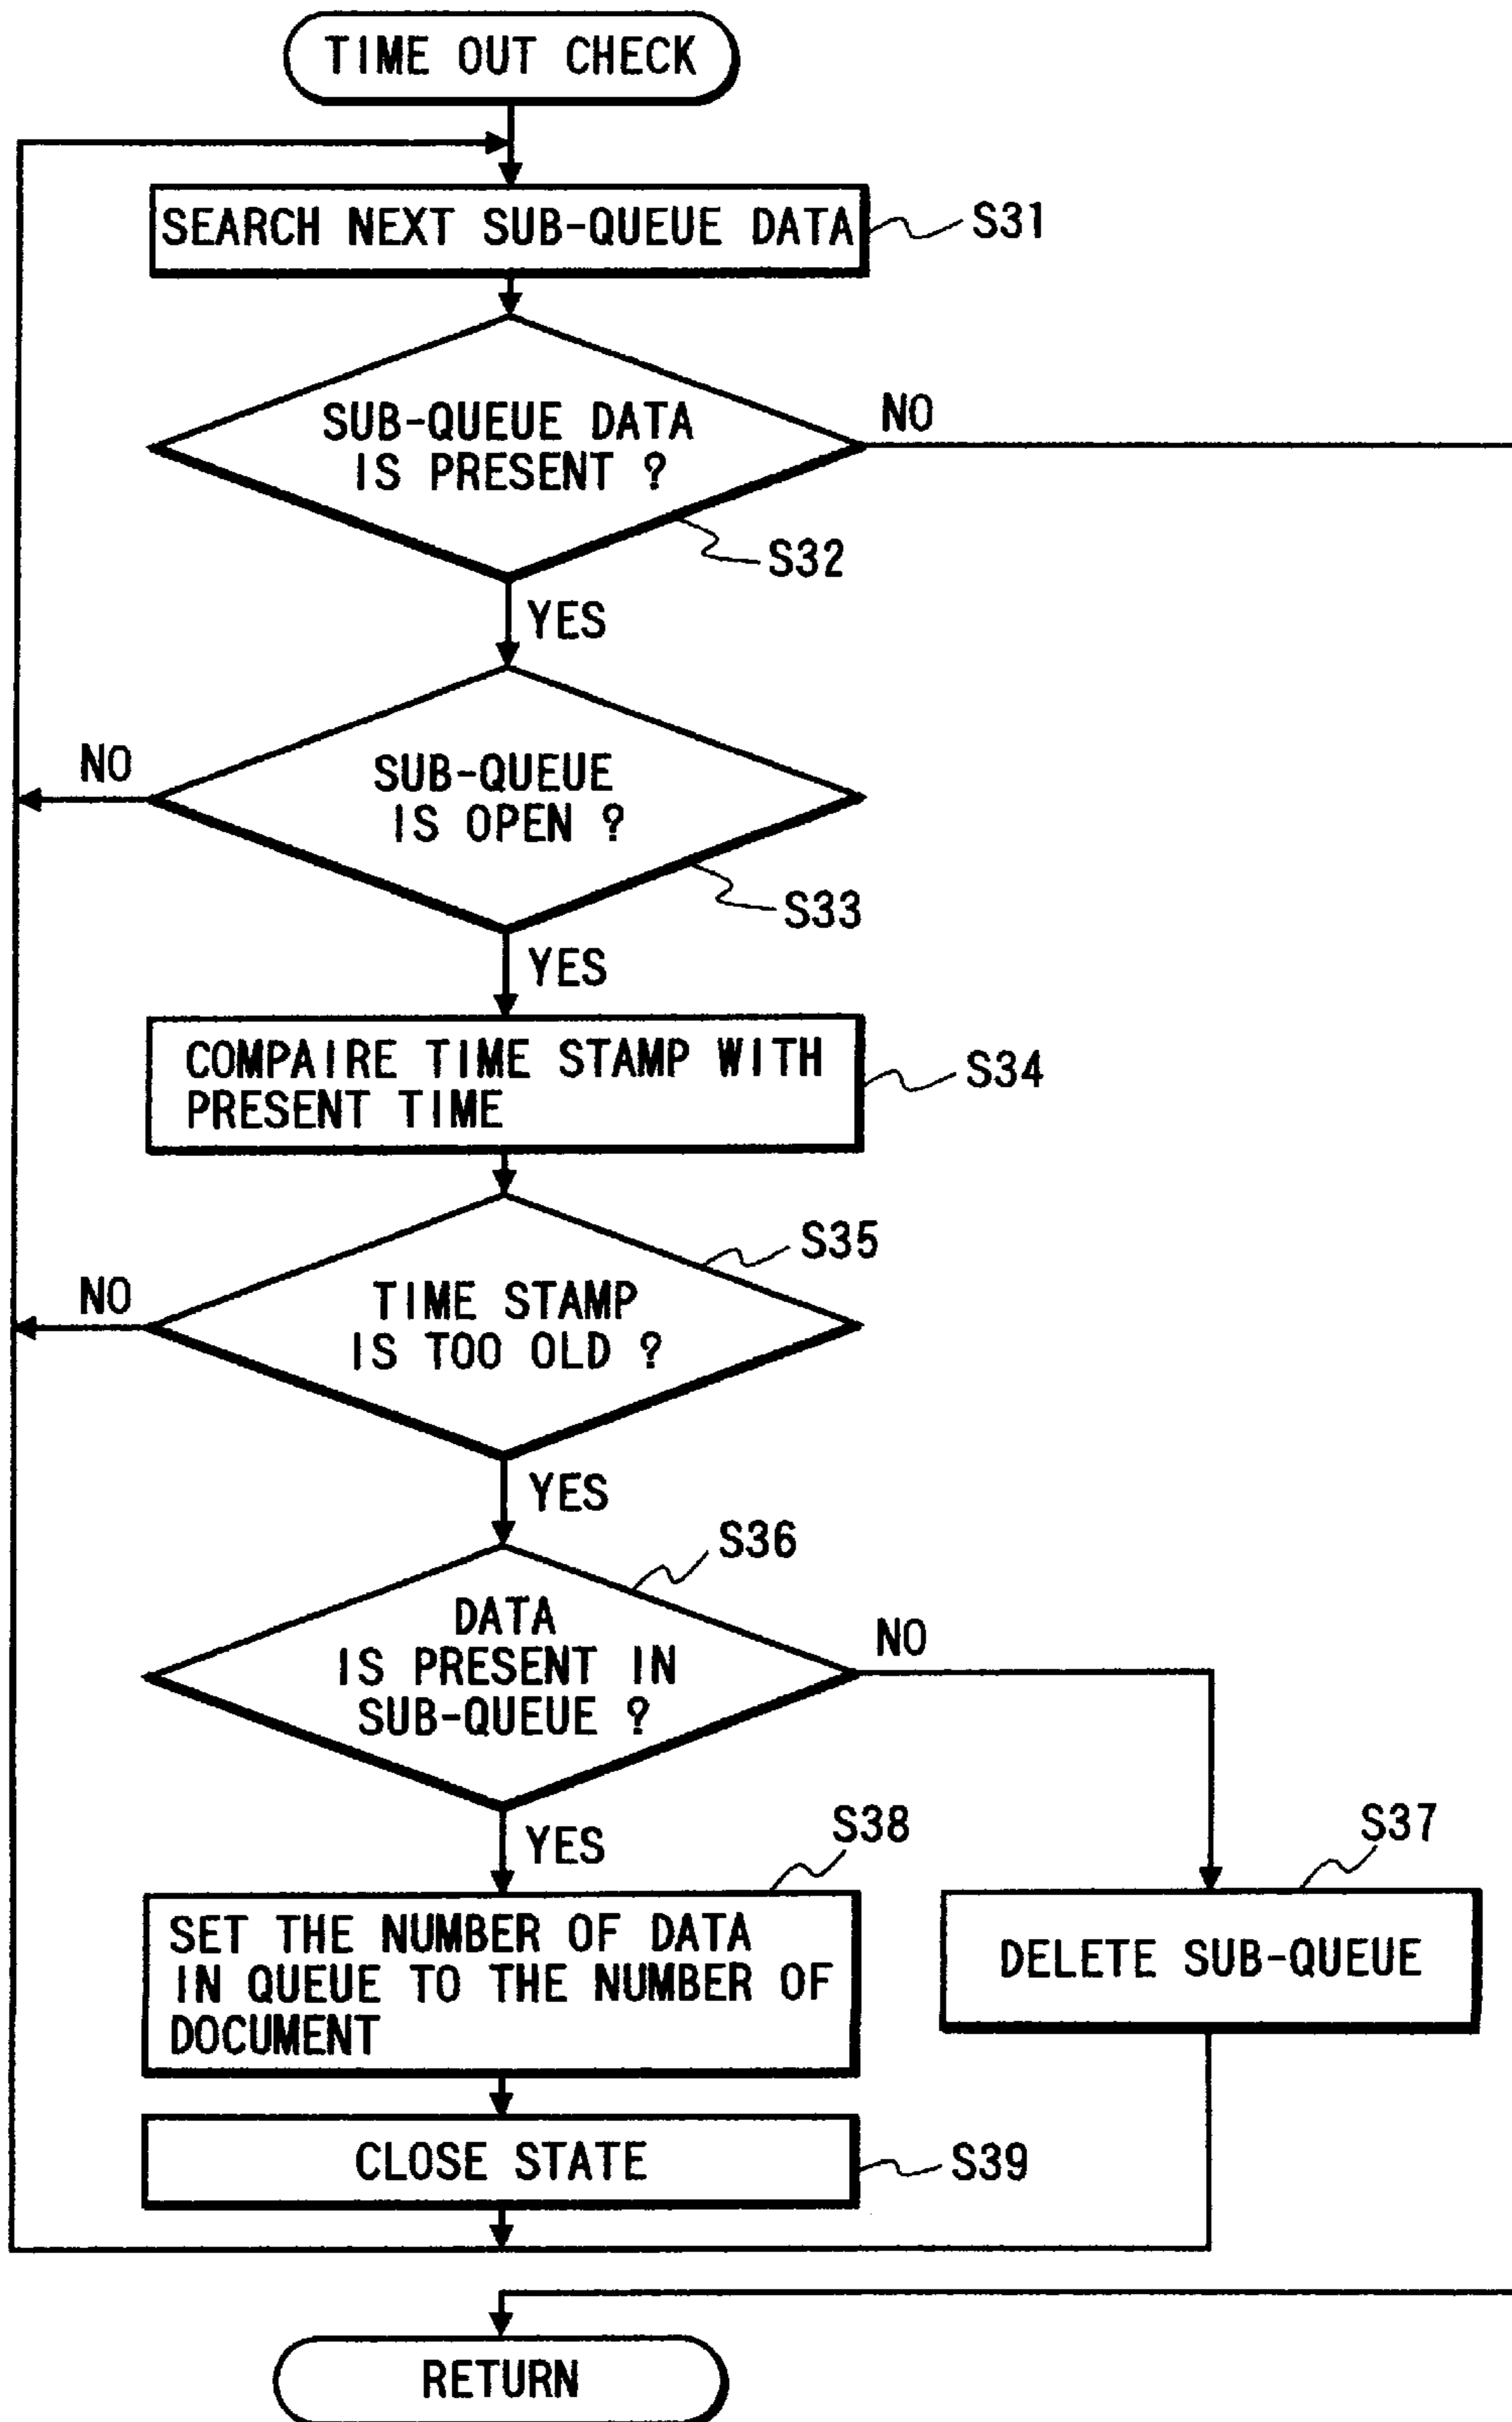 TIME OUT CHECK
SEARCH NEXT SUB-QUEUE DATA
S31
SUB-QUEUE DATA
IS PRESENT ?
NO
S32
YES
SUB-QUEUE
IS OPEN ?
NO
S33
YES
COMPAIRE TIME STAMP WITH
PRESENT TIME
S34
S35
TIME STAMP
IS TOO OLD ?
NO
YES
S36
DATA
IS PRESENT IN
SUB-QUEUE ?
NO
YES
S38
S37
SET THE NUMBER OF DATA
IN QUEUE TO THE NUMBER OF
DOCUMENT
DELETE SUB-QUEUE
CLOSE STATE
S39
RETURN